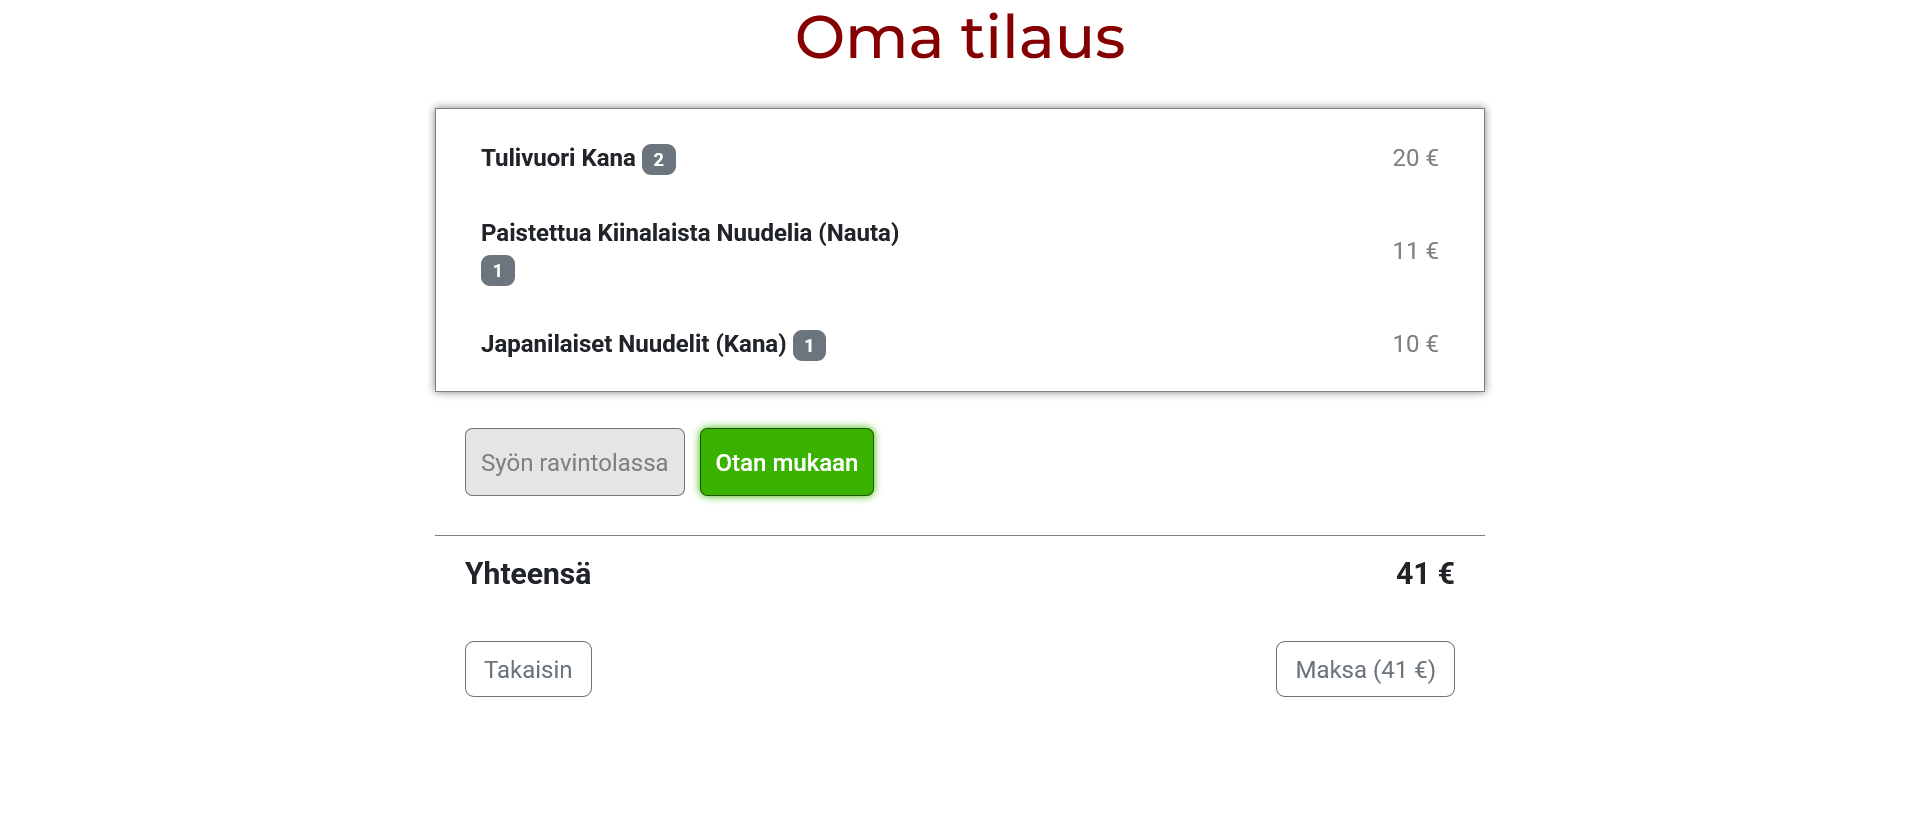 Oma tilaus
Tulivuori Kana 2 20 €
Paistettua Kiinalaista Nuudelia (Nauta)
1 11 €
Japanilaiset Nuudelit (Kana) 1 10 €
Syön ravintolassa Otan mukaan
Yhteensä 41 €
Takaisin Maksa (41 €)